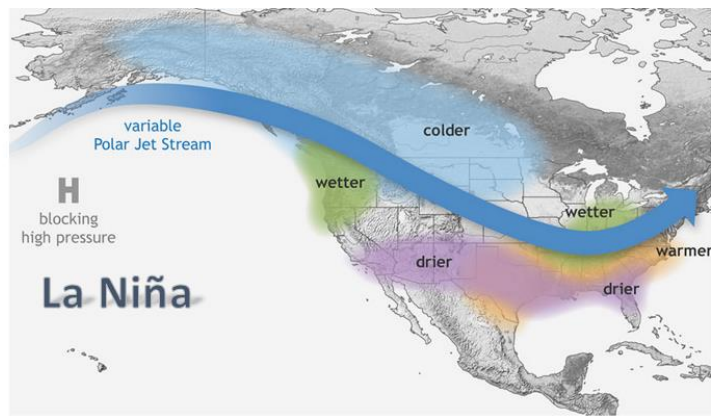 variable
Polar Jet Stream
colder
H
blocking
high pressure
wetter
wetter
warmer
drier
drier
La Niña